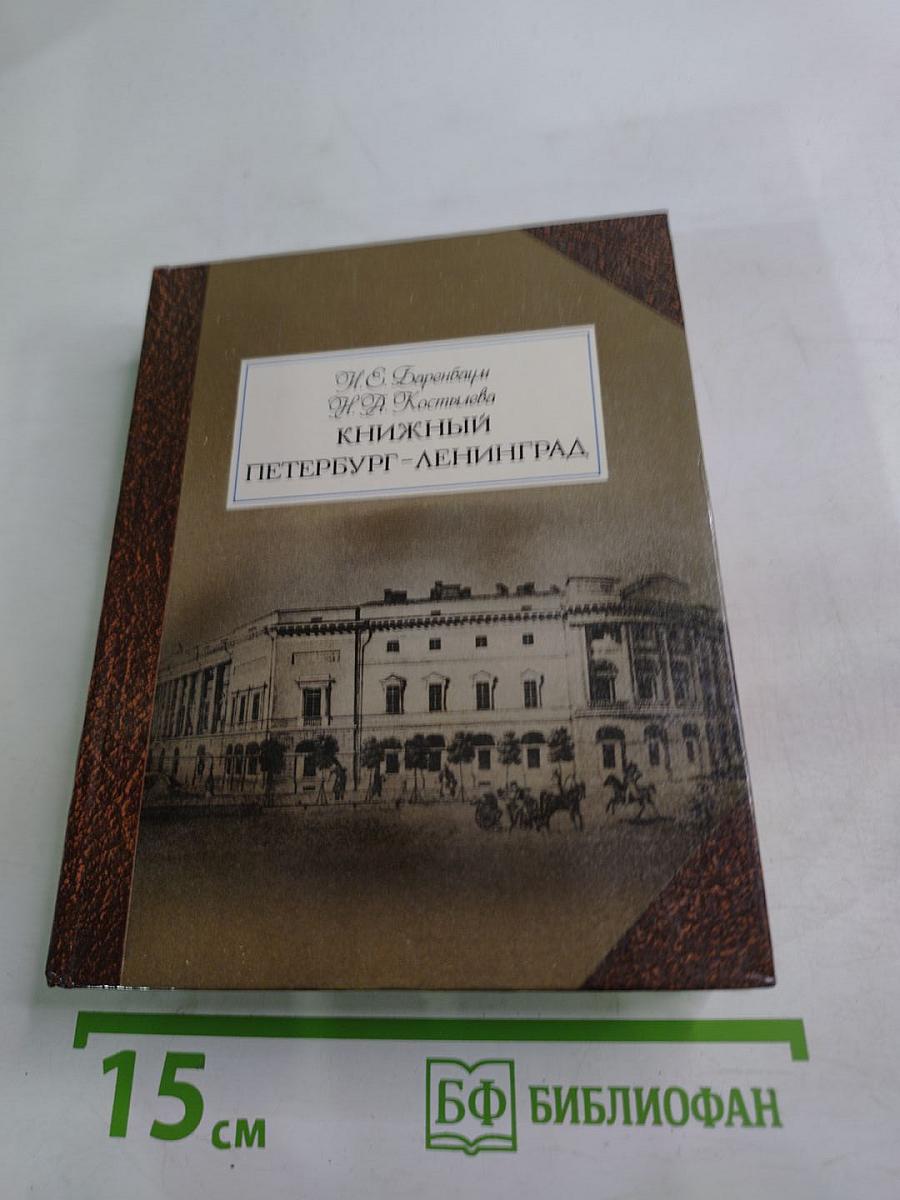 И. Е. Баренбаум
Н. А. Костылева
КНИЖНЫЙ
ПЕТЕРБУРГ-ЛЕНИНГРАД
15 см
БФ БИБЛИОФАН